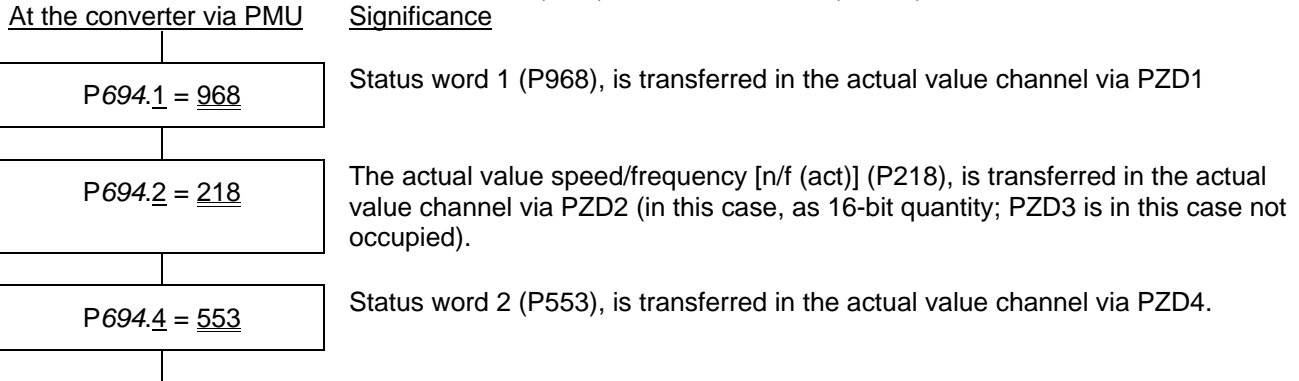 At the converter via PMU Significance
P694.1 = 968 Status word 1 (P968), is transferred in the actual value channel via PZD1
P694.2 = 218 The actual value speed/frequency [n/f (act)] (P218), is transferred in the actual
value channel via PZD2 (in this case, as 16-bit quantity; PZD3 is in this case not
occupied).
P694.4 = 553 Status word 2 (P553), is transferred in the actual value channel via PZD4.